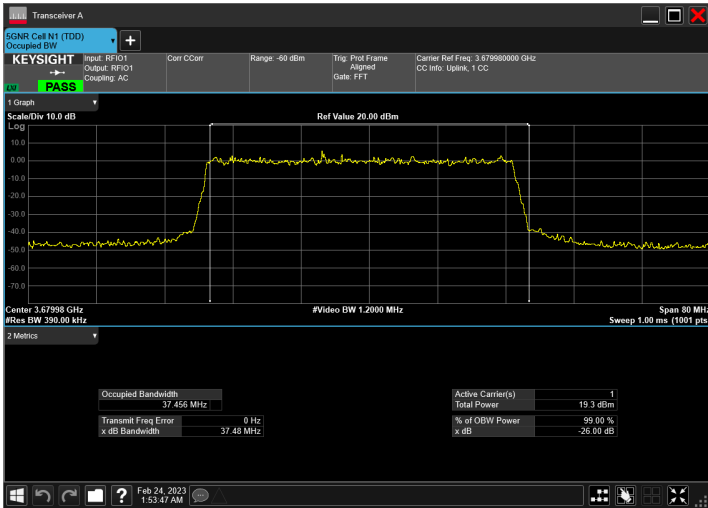 Transceiver A
5GNR Cell N1 (TDD)
Occupied BW
KEYSIGHT
LXI
PASS
Input: RFIO1
Output: RFIO1
Coupling: AC
Corr CCorr
Range: -60 dBm
Trig: Prot Frame
Aligned
Gate: FFT
Carrier Ref Freq: 3.679980000 GHz
CC Info: Uplink, 1 CC
1 Graph
Scale/Div 10.0 dB
Ref Value 20.00 dBm
Log
10.0
0.00
-10.0
-20.0
-30.0
-40.0
-50.0
-60.0
-70.0
Center 3.67998 GHz
#Video BW 1.2000 MHz
Span 80 MHz
#Res BW 390.00 kHz
Sweep 1.00 ms (1001 pts)
2 Metrics
Occupied Bandwidth
37.456 MHz
Transmit Freq Error 0 Hz
x dB Bandwidth 37.48 MHz
Active Carrier(s) 1
Total Power 19.3 dBm
% of OBW Power 99.00 %
x dB -26.00 dB
Feb 24, 2023
1:53:47 AM